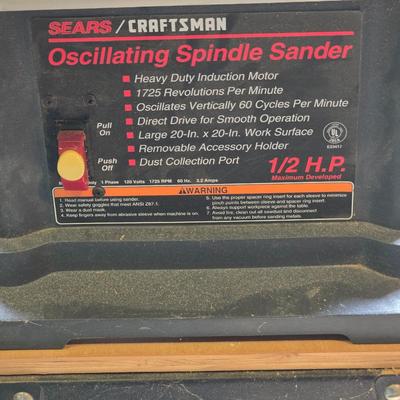 SEARS / CRAFTSMAN
Oscillating Spindle Sander
Heavy Duty Induction Motor
1725 Revolutions Per Minute
Oscillates Vertically 60 Cycles Per Minute
Direct Drive for Smooth Operation
Large 20-In. x 20-In. Work Surface
Removable Accessory Holder
Dust Collection Port
Pull
On
Push
Off
UL
1/2 H.P.
Maximum Developed
1 Phase 120 Volts 1725 RPM 60 Hz. 3.2 Amps
WARNING
1. Read manual before using sander.
2. Wear safety goggles that meet ANSI Z87.1.
3. Wear a dust mask.
4. Keep fingers away from abrasive sleeve when machine is on.
5. Use the proper spacer ring insert for each sleeve to minimize
pinch points between sleeve and spacer ring insert.
6. Always support workpiece against the table.
7. Avoid fire, clean out all sawdust and disconnect
from any vacuum before sanding metals.